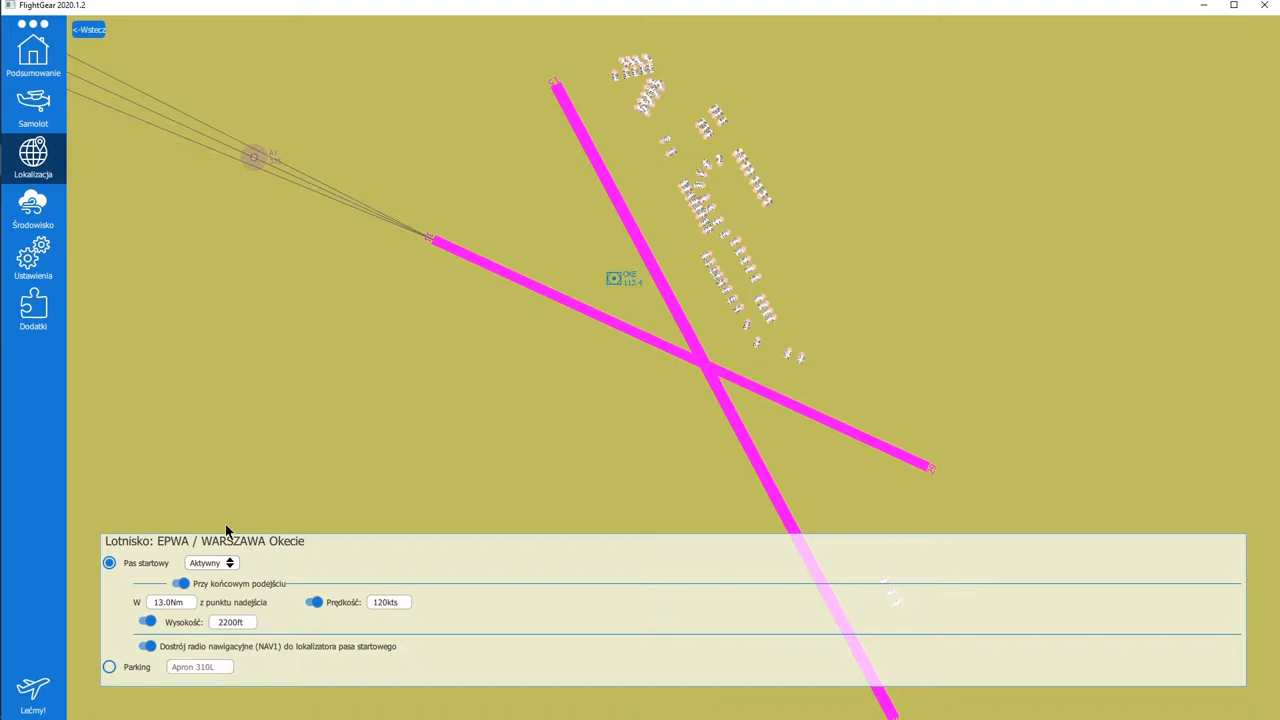 FlightGear 2020.1.2
<-Wstecz
Podsumowanie
Samolot
Lokalizacja
Środowisko
Ustawienia
Dodatki
Lećmy!
AY
375
OKE
113.4
Lotnisko: EPWA / WARSZAWA Okecie
Pas startowy Aktywny
Przy końcowym podejściu
W 13.0Nm z punktu nadejścia Prędkość: 120kts
Wysokość: 2200ft
Dostrój radio nawigacyjne (NAV1) do lokalizatora pasa startowego
Parking Apron 310L